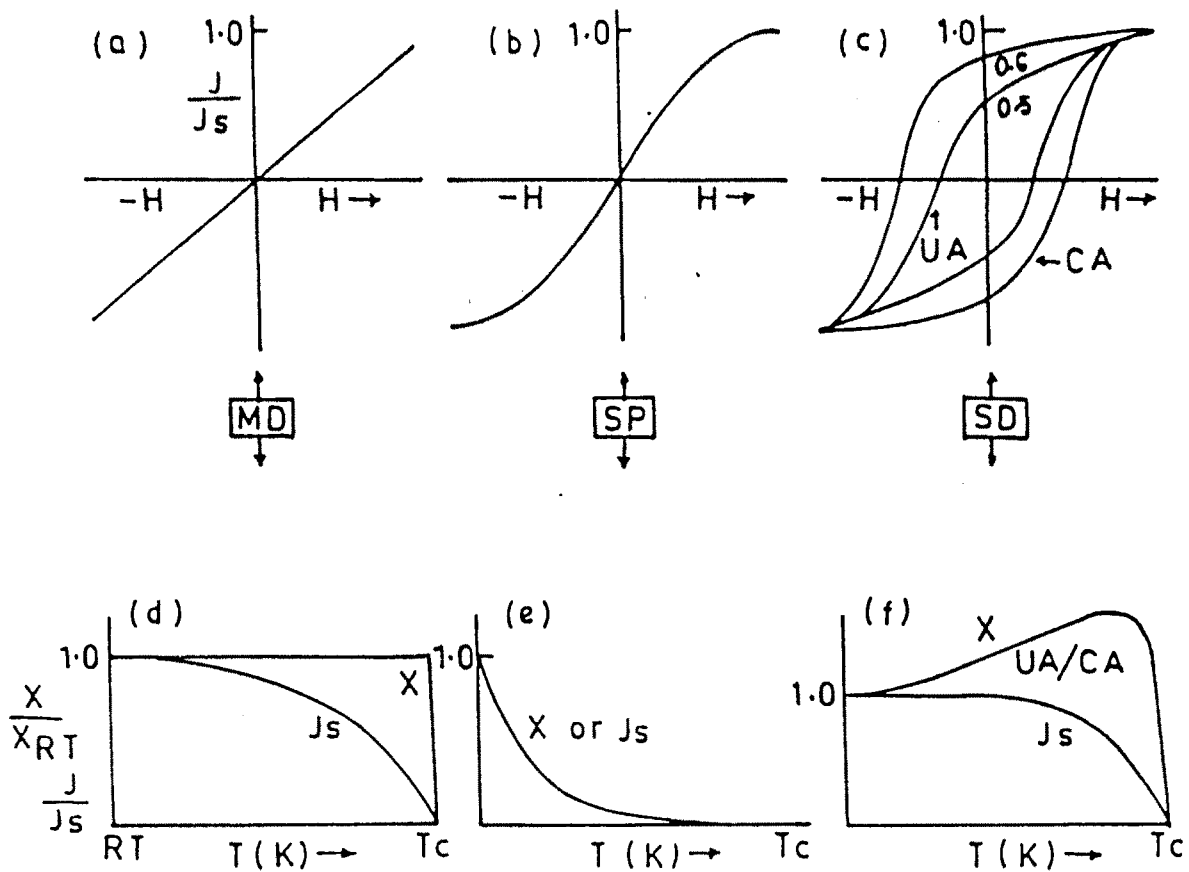 (a) 1.0
J
Js
-H H→
(b) 1.0
-H H→
(c) 1.0
0.6
0.5
-H H→
UA
←CA
MD
SP
SD
(d)
1.0
X
X RT
J
Js
X
Js
RT T(K)→ Tc
(e)
1.0
X or Js
T(K)→ Tc
(f)
1.0
X
UA/CA
Js
T(K)→ Tc